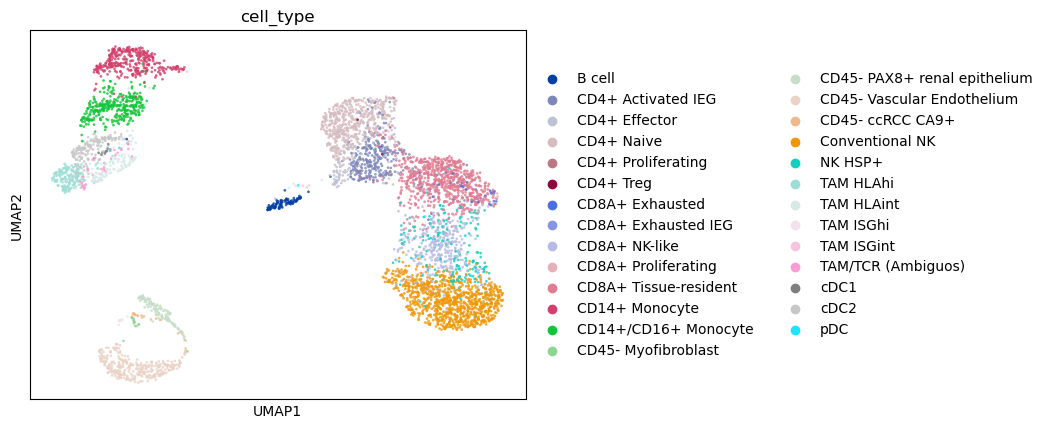 cell_type
UMAP2
UMAP1
B cell
CD4+ Activated IEG
CD4+ Effector
CD4+ Naive
CD4+ Proliferating
CD4+ Treg
CD8A+ Exhausted
CD8A+ Exhausted IEG
CD8A+ NK-like
CD8A+ Proliferating
CD8A+ Tissue-resident
CD14+ Monocyte
CD14+/CD16+ Monocyte
CD45- Myofibroblast
CD45- PAX8+ renal epithelium
CD45- Vascular Endothelium
CD45- ccRCC CA9+
Conventional NK
NK HSP+
TAM HLAhi
TAM HLAint
TAM ISGhi
TAM ISGint
TAM/TCR (Ambiguos)
cDC1
cDC2
pDC